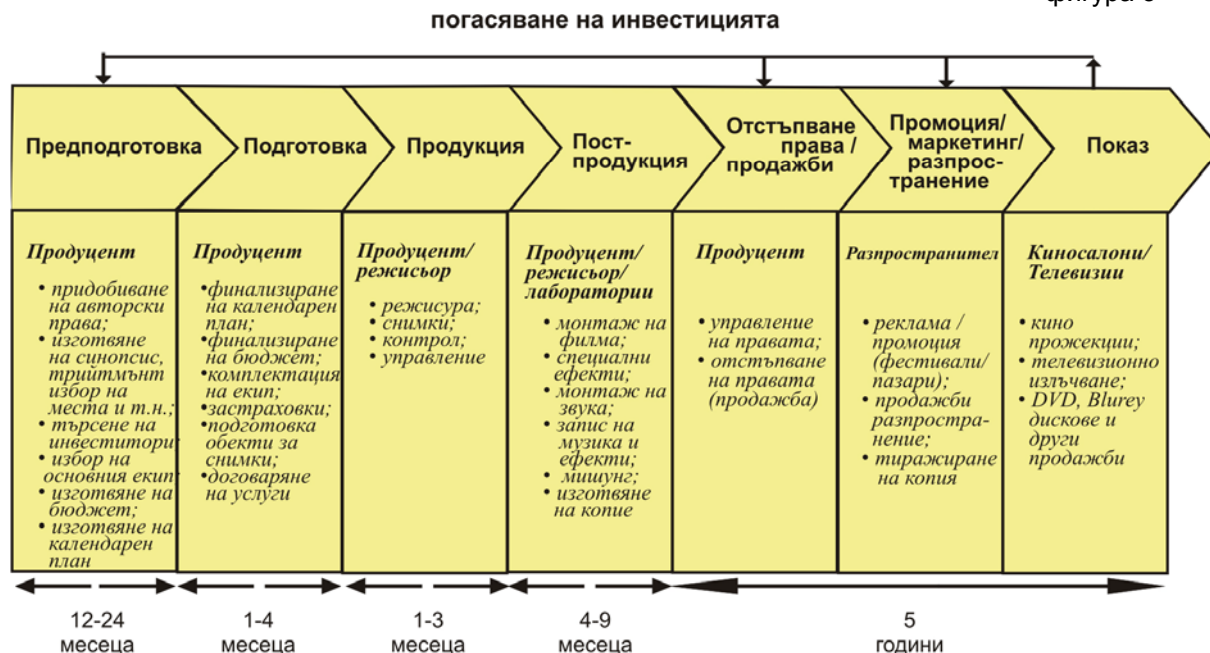 погасяване на инвестицията
Предподготовка
Подготовка
Продукция
Пост-
продукция
Отстъпване
права /
продажби
Промоция/
маркетинг/
разпрос-
транение
Показ
Продуцент
• придобиване
на авторски
права;
• изготвяне
на синопсис,
трийтмънт
избор на
места и т.н.;
• търсене на
инвеститори;
• избор на
основния екип;
• изготвяне на
бюджет;
• изготвяне на
календарен
план
Продуцент
•финализиране
на календарен
план;
•финализиране
на бюджет;
•комплектация
на екип;
•застраховки;
•подготовка
обекти за
снимки;
•договаряне
на услуги
Продуцент/
режисьор
• режисура;
• снимки;
• контрол;
• управление
Продуцент/
режисьор/
лаборатории
• монтаж на
филма;
• специални
ефекти;
• монтаж на
звука;
• запис на
музика и
ефекти;
• мишунг;
• изготвяне
на копие
Продуцент
• управление
на правата;
• отстъпване
на правата
(продажба)
Разпространител
• реклама /
промоция
(фестивали/
пазари);
• продажби
разпростра-
нение;
• тиражиране
на копия
Киносалони/
Телевизии
• кино
прожекции;
• телевизионно
излъчване;
• DVD, Blurey
дискове и
други
продажби
12-24
месеца
1-4
месеца
1-3
месеца
4-9
месеца
5
години